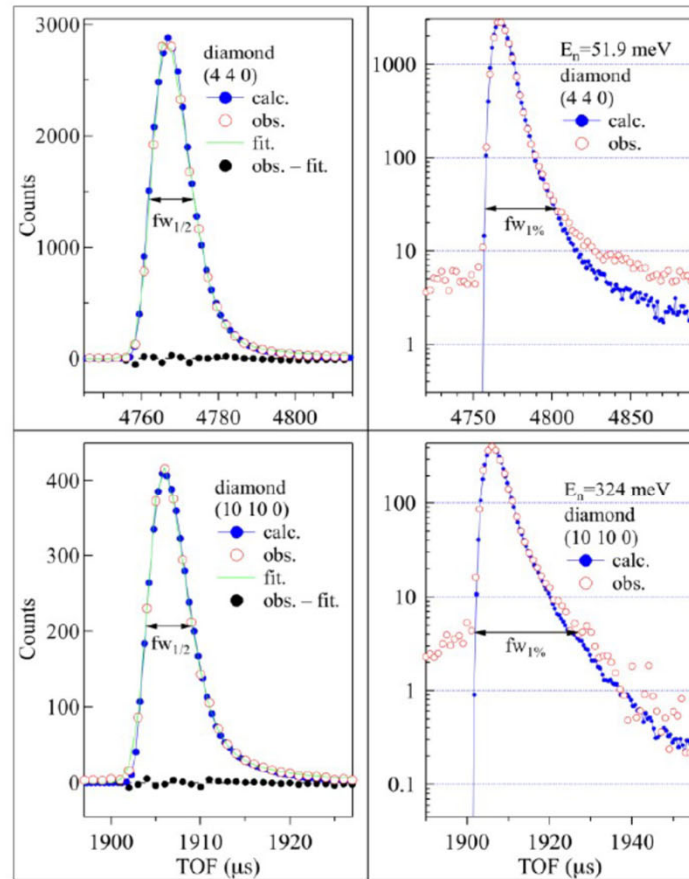 3000
2000
1000
0
Counts
diamond
(4 4 0)
calc.
obs.
fit.
obs. – fit.
fw1/2
4760 4780 4800
1000
100
10
1
En=51.9 meV
diamond
(4 4 0)
calc.
obs.
fw1%
4750 4800 4850
400
300
200
100
0
Counts
diamond
(10 10 0)
calc.
obs.
fit.
obs. – fit.
fw1/2
1900 1910 1920
TOF (μs)
100
10
1
0.1
En=324 meV
diamond
(10 10 0)
calc.
obs.
fw1%
1900 1920 1940
TOF (μs)